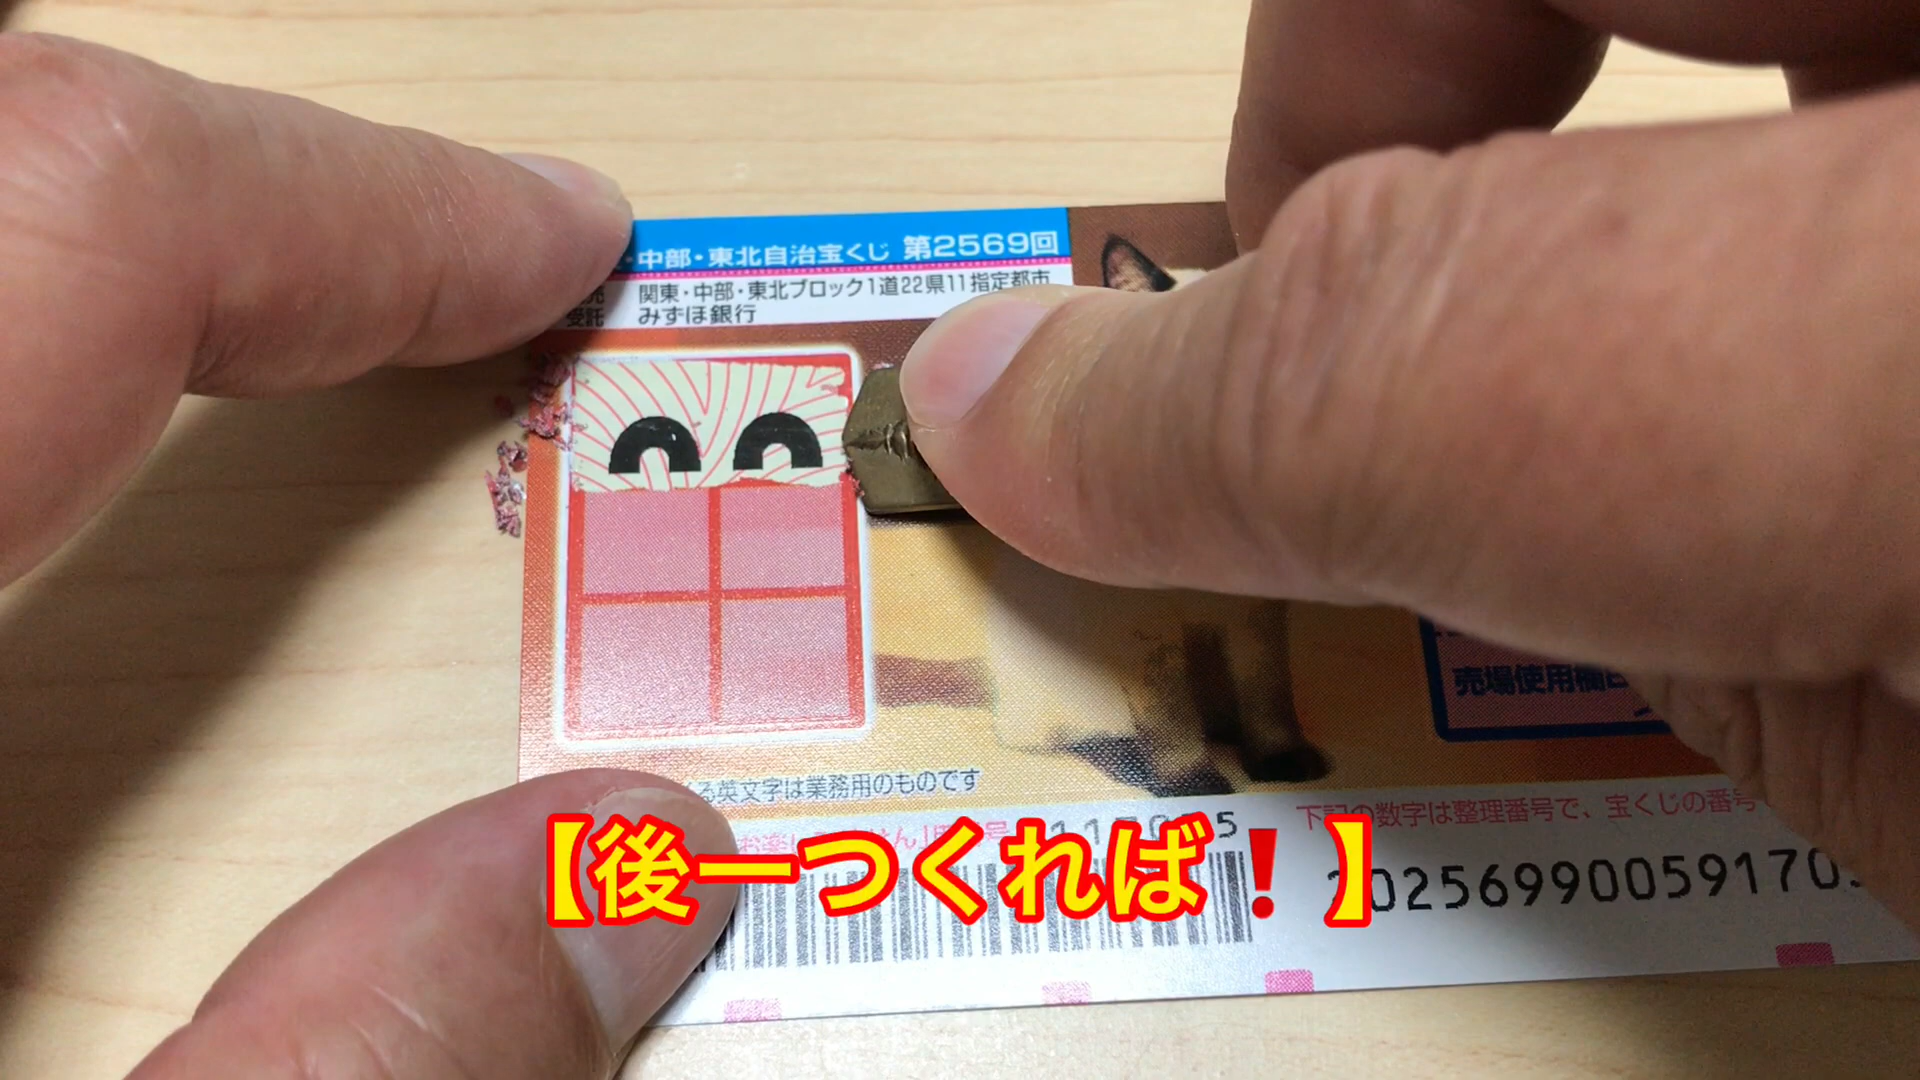 中部・東北自治宝くじ 第2569回
関東・中部・東北ブロック1道22県11指定都市
受託 みずほ銀行
売場使用欄
英文字は業務用のものです
下記の数字は整理番号で、宝くじの番号
【後一つくれば❗】